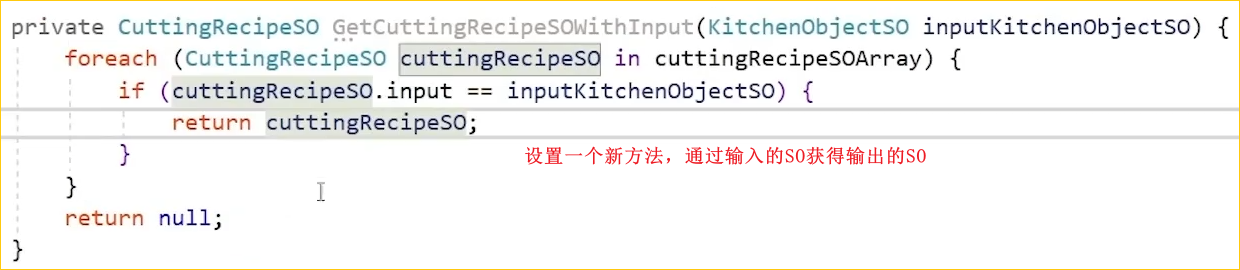 private CuttingRecipeSO GetCuttingRecipeSOWithInput(KitchenObjectSO inputKitchenObjectSO) {
foreach (CuttingRecipeSO cuttingRecipeSO in cuttingRecipeSOArray) {
if (cuttingRecipeSO.input == inputKitchenObjectSO) {
return cuttingRecipeSO;
}
设置一个新方法，通过输入的SO获得输出的SO
}
return null;
}